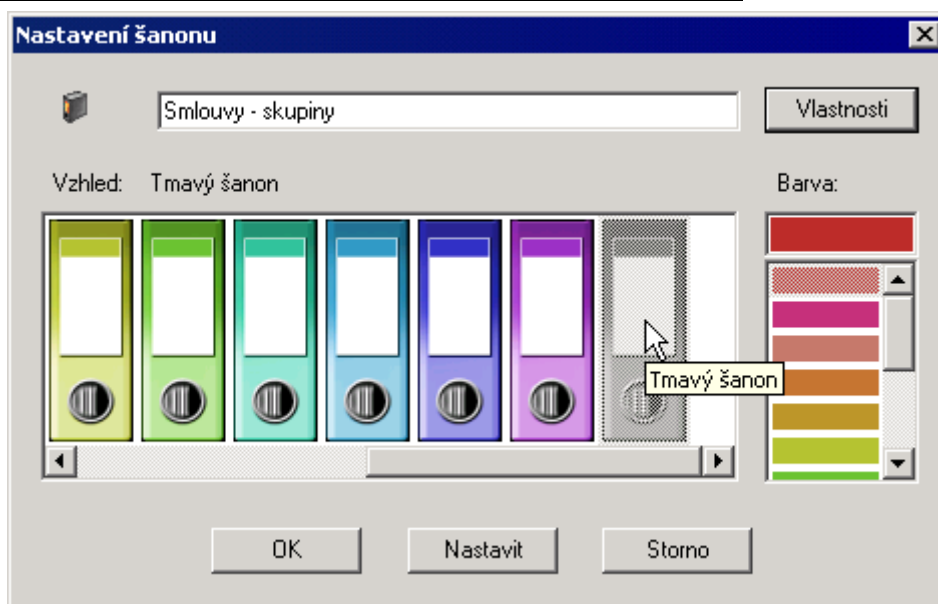 Nastavení šanonu
Smlouvy - skupiny
Vlastnosti
Vzhled: Tmavý šanon
Barva:
Tmavý šanon
OK
Nastavit
Storno